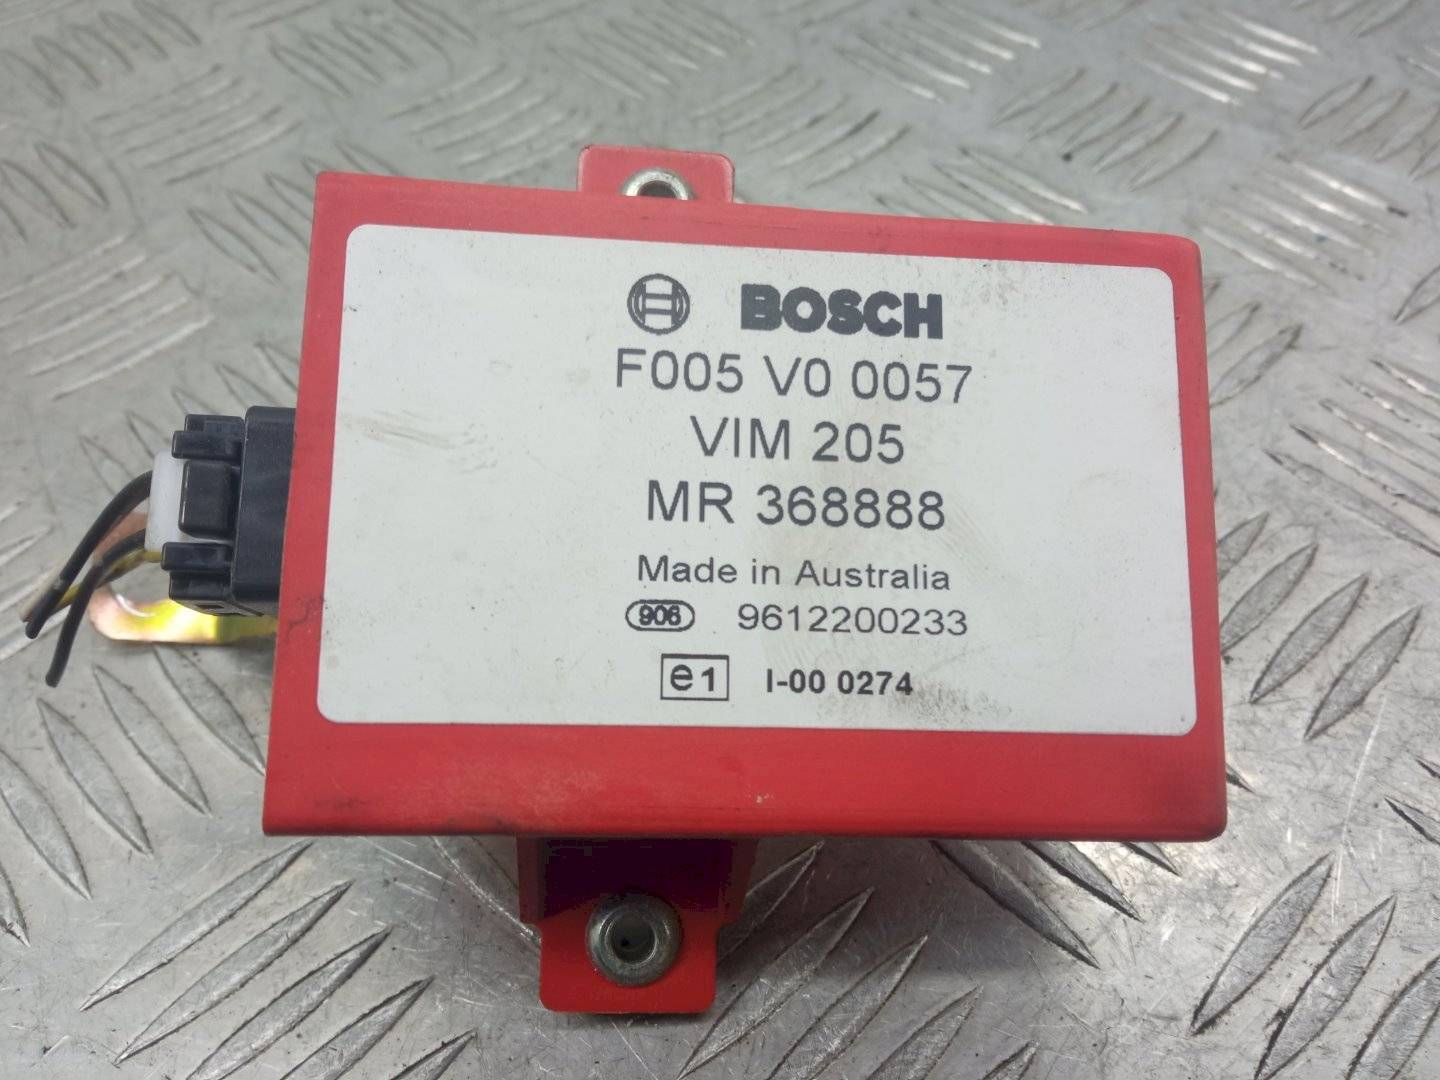 BOSCH
F005 V0 0057
VIM 205
MR 368888
Made in Australia
906 9612200233
e1 I-00 0274